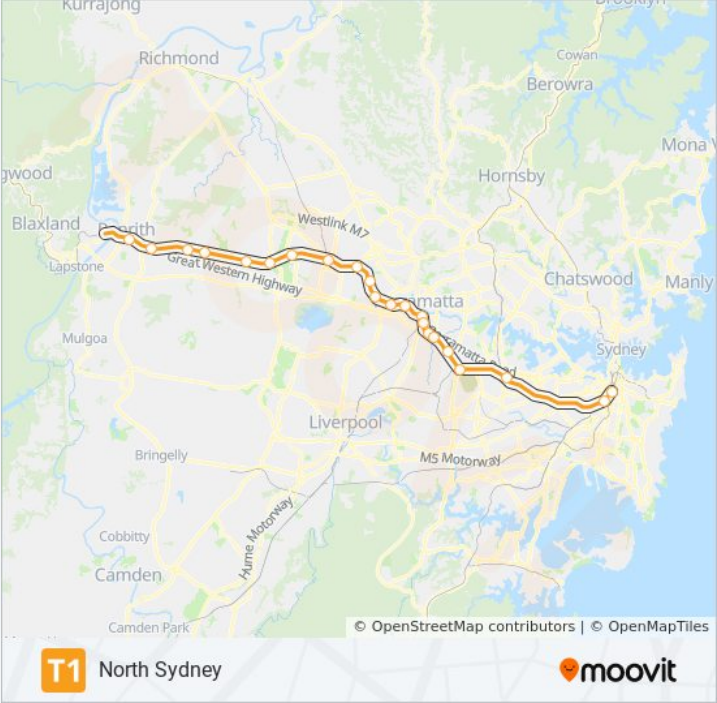 Kurrajong
Richmond
Cowan
Berowra
Mona V
gwood
Hornsby
Blaxland
Penrith
Westlink M7
Lapstone
Great Western Highway
Chatswood
Manly
amatta
Mulgoa
arramatta Road
Sydney
Liverpool
Bringelly
M5 Motorway
Hume Motorway
Cobbitty
Camden
Camden Park
© OpenStreetMap contributors | © OpenMapTiles
T1 North Sydney
moovit